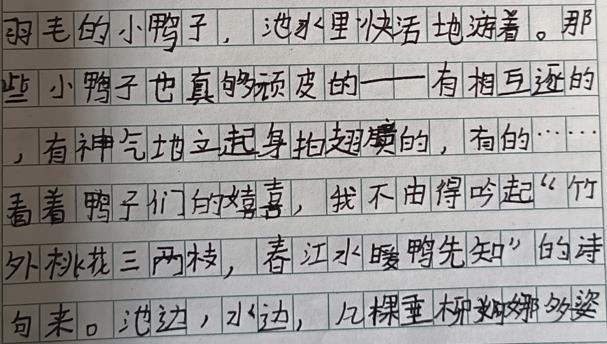 羽毛的小鸭子，池水里快活地游着。那
些小鸭子也真够顽皮的——有相互逐的
，有神气地立起身拍翅膀的，有的……
看着鸭子们的嬉喜，我不由得吟起“竹
外桃花三两枝，春江水暖鸭先知”的诗
句来。池边，水边，几棵垂柳婀娜多姿